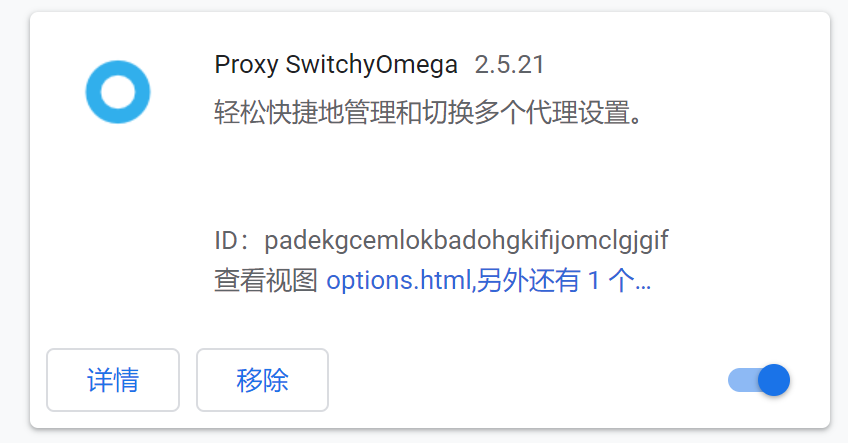 Proxy SwitchyOmega 2.5.21
轻松快捷地管理和切换多个代理设置。
ID：padekgcemlokbadohgkifijomclgjgif
查看视图 options.html,另外还有 1 个...
详情 移除